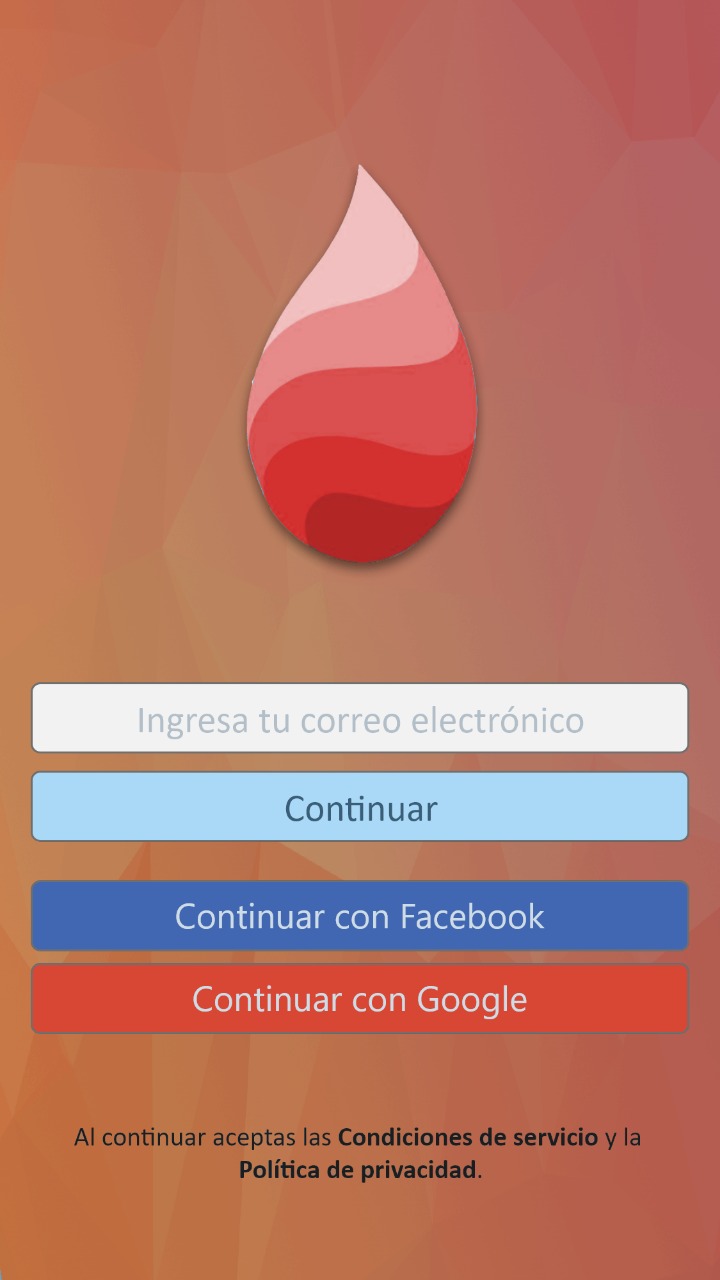 Ingresa tu correo electrónico
Continuar
Continuar con Facebook
Continuar con Google
Al continuar aceptas las Condiciones de servicio y la
Política de privacidad.